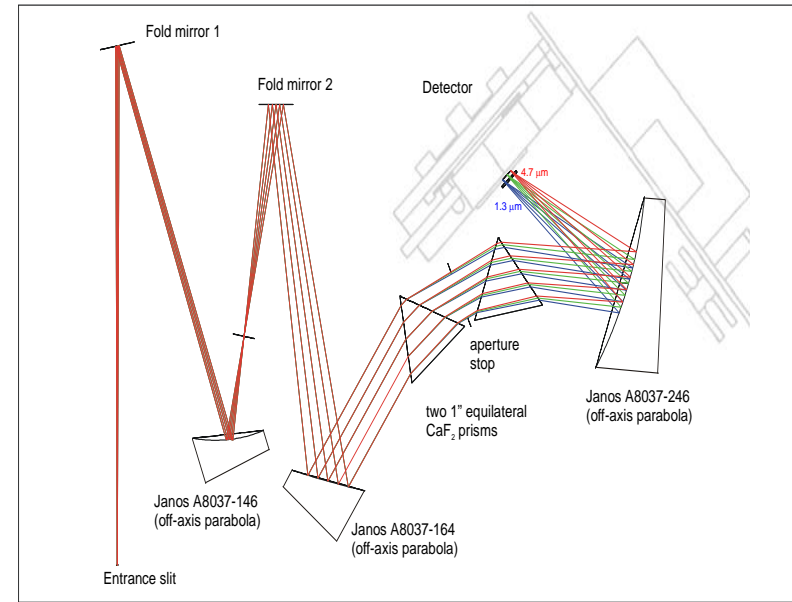 Fold mirror 1
Fold mirror 2
Detector
4.7 μm
1.3 μm
aperture
stop
Janos A8037-246
(off-axis parabola)
two 1” equilateral
CaF₂ prisms
Janos A8037-146
(off-axis parabola)
Janos A8037-164
(off-axis parabola)
Entrance slit